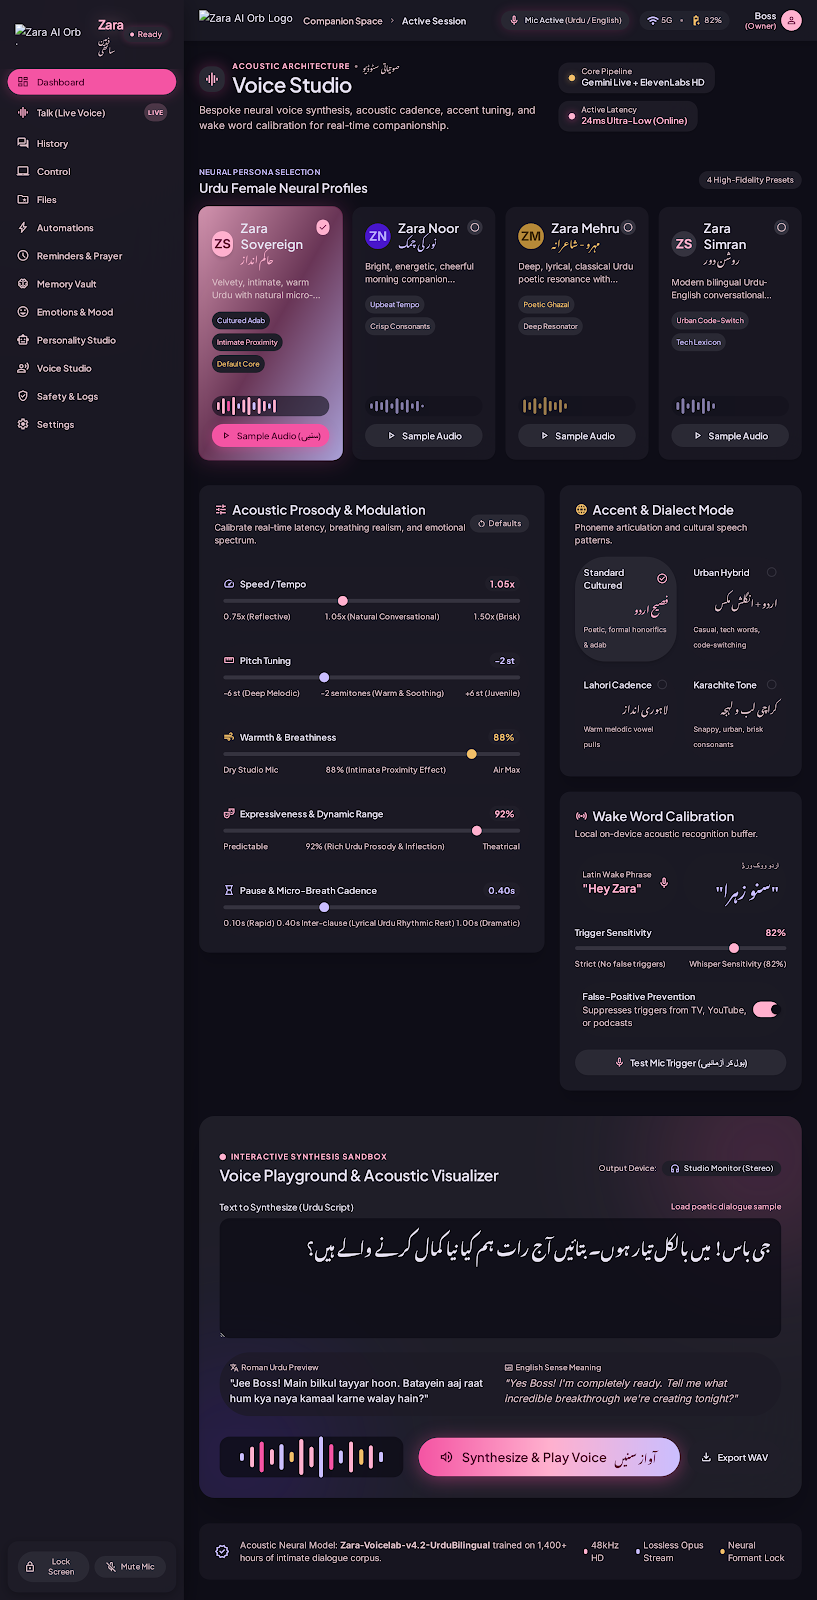 Zara AI Orb
Zara
ساتھی
Ready
Dashboard
Talk (Live Voice)
LIVE
History
Control
Files
Automations
Reminders & Prayer
Memory Vault
Emotions & Mood
Personality Studio
Voice Studio
Safety & Logs
Settings
Lock Screen
Mute Mic
Zara AI Orb Logo
Companion Space › Active Session
Mic Active (Urdu / English)
5G • 82%
Boss
(Owner)
ACOUSTIC ARCHITECTURE • صوتیاتی سٹوڈیو
Voice Studio
Bespoke neural voice synthesis, acoustic cadence, accent tuning, and
wake word calibration for real-time companionship.
Core Pipeline
Gemini Live + ElevenLabs HD
Active Latency
24ms Ultra-Low (Online)
NEURAL PERSONA SELECTION
Urdu Female Neural Profiles
4 High-Fidelity Presets
ZS
Zara
Sovereign
حاکم انداز
Velvety, intimate, warm
Urdu with natural micro-...
Cultured Adab
Intimate Proximity
Default Core
Sample Audio (سنیں)
ZN
Zara Noor
نور کی چمک
Bright, energetic, cheerful
morning companion...
Upbeat Tempo
Crisp Consonants
Sample Audio
ZM
Zara Mehru
مہرو - شاعرانہ
Deep, lyrical, classical Urdu
poetic resonance with...
Poetic Ghazal
Deep Resonator
Sample Audio
ZS
Zara
Simran
روشن دور
Modern bilingual Urdu-
English conversational...
Urban Code-Switch
Tech Lexicon
Sample Audio
Acoustic Prosody & Modulation
Calibrate real-time latency, breathing realism, and emotional
spectrum.
Defaults
Speed / Tempo
1.05x
0.75x (Reflective) 1.05x (Natural Conversational) 1.50x (Brisk)
Pitch Tuning
-2 st
-6 st (Deep Melodic) -2 semitones (Warm & Soothing) +6 st (Juvenile)
Warmth & Breathiness
88%
Dry Studio Mic 88% (Intimate Proximity Effect) Air Max
Expressiveness & Dynamic Range
92%
Predictable 92% (Rich Urdu Prosody & Inflection) Theatrical
Pause & Micro-Breath Cadence
0.40s
0.10s (Rapid) 0.40s Inter-clause (Lyrical Urdu Rhythmic Rest) 1.00s (Dramatic)
Accent & Dialect Mode
Phoneme articulation and cultural speech
patterns.
Standard
Cultured
فصیح اردو
Poetic, formal honorifics
& adab
Urban Hybrid
اردو + انگلش مکس
Casual, tech words,
code-switching
Lahori Cadence
لاہوری انداز
Warm melodic vowel
pulls
Karachite Tone
کراچی لب و لہجہ
Snappy, urban, brisk
consonants
Wake Word Calibration
Local on-device acoustic recognition buffer.
Latin Wake Phrase
"Hey Zara"
اردو ویک ورڈ
"سنو زہرا"
Trigger Sensitivity
82%
Strict (No false triggers) Whisper Sensitivity (82%)
False-Positive Prevention
Suppresses triggers from TV, YouTube,
or podcasts
Test Mic Trigger (بول کر آزمائیں)
INTERACTIVE SYNTHESIS SANDBOX
Voice Playground & Acoustic Visualizer
Output Device: Studio Monitor (Stereo)
Text to Synthesize (Urdu Script)
Load poetic dialogue sample
جی باس! میں بالکل تیار ہوں۔ بتائیں آج رات ہم کیا نیا کمال کرنے والے ہیں؟
Roman Urdu Preview
"Jee Boss! Main bilkul tayyar hoon. Batayein aaj raat
hum kya naya kamaal karne walay hain?"
English Sense Meaning
"Yes Boss! I'm completely ready. Tell me what
incredible breakthrough we're creating tonight?"
Synthesize & Play Voice آواز سنیں
Export WAV
Acoustic Neural Model: Zara-Voicelab-v4.2-UrduBilingual trained on 1,400+
hours of intimate dialogue corpus.
48kHz
HD
Lossless Opus
Stream
Neural
Formant Lock